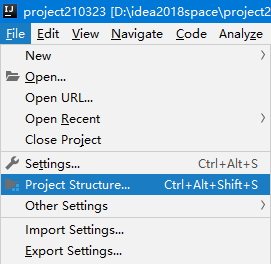 project210323 [D:\idea2018space\project2
File Edit View Navigate Code Analyze
New
Open...
Open URL...
Open Recent
Close Project
Settings... Ctrl+Alt+S
Project Structure... Ctrl+Alt+Shift+S
Other Settings
Import Settings...
Export Settings...